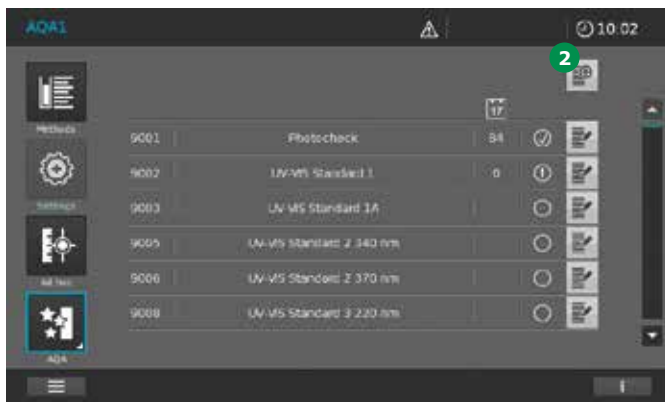 AQA1 10:02
2
Methods
17
9001 Photocheck 84
9002 UV-VIS Standard 1 0
Settings
9003 UV-VIS Standard 1A
9005 UV-VIS Standard 2 340 nm
9006 UV-VIS Standard 2 370 nm
9008 UV-VIS Standard 3 220 nm
AQA
i